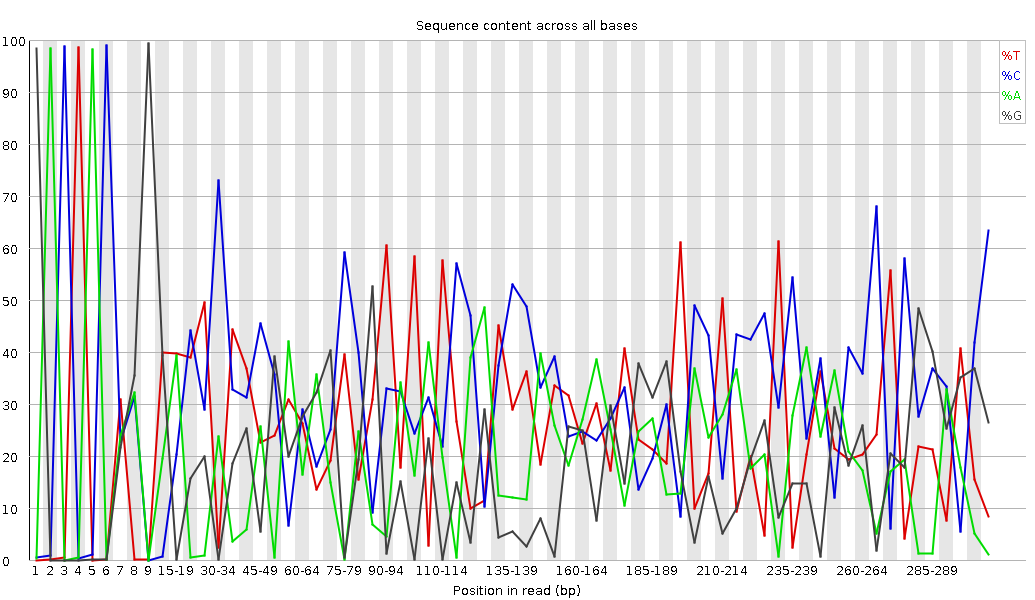 Sequence content across all bases
100
90
80
70
60
50
40
30
20
10
0
%T
%C
%A
%G
1 2 3 4 5 6 7 8 9 15-19 30-34 45-49 60-64 75-79 90-94 110-114 135-139 160-164 185-189 210-214 235-239 260-264 285-289
Position in read (bp)